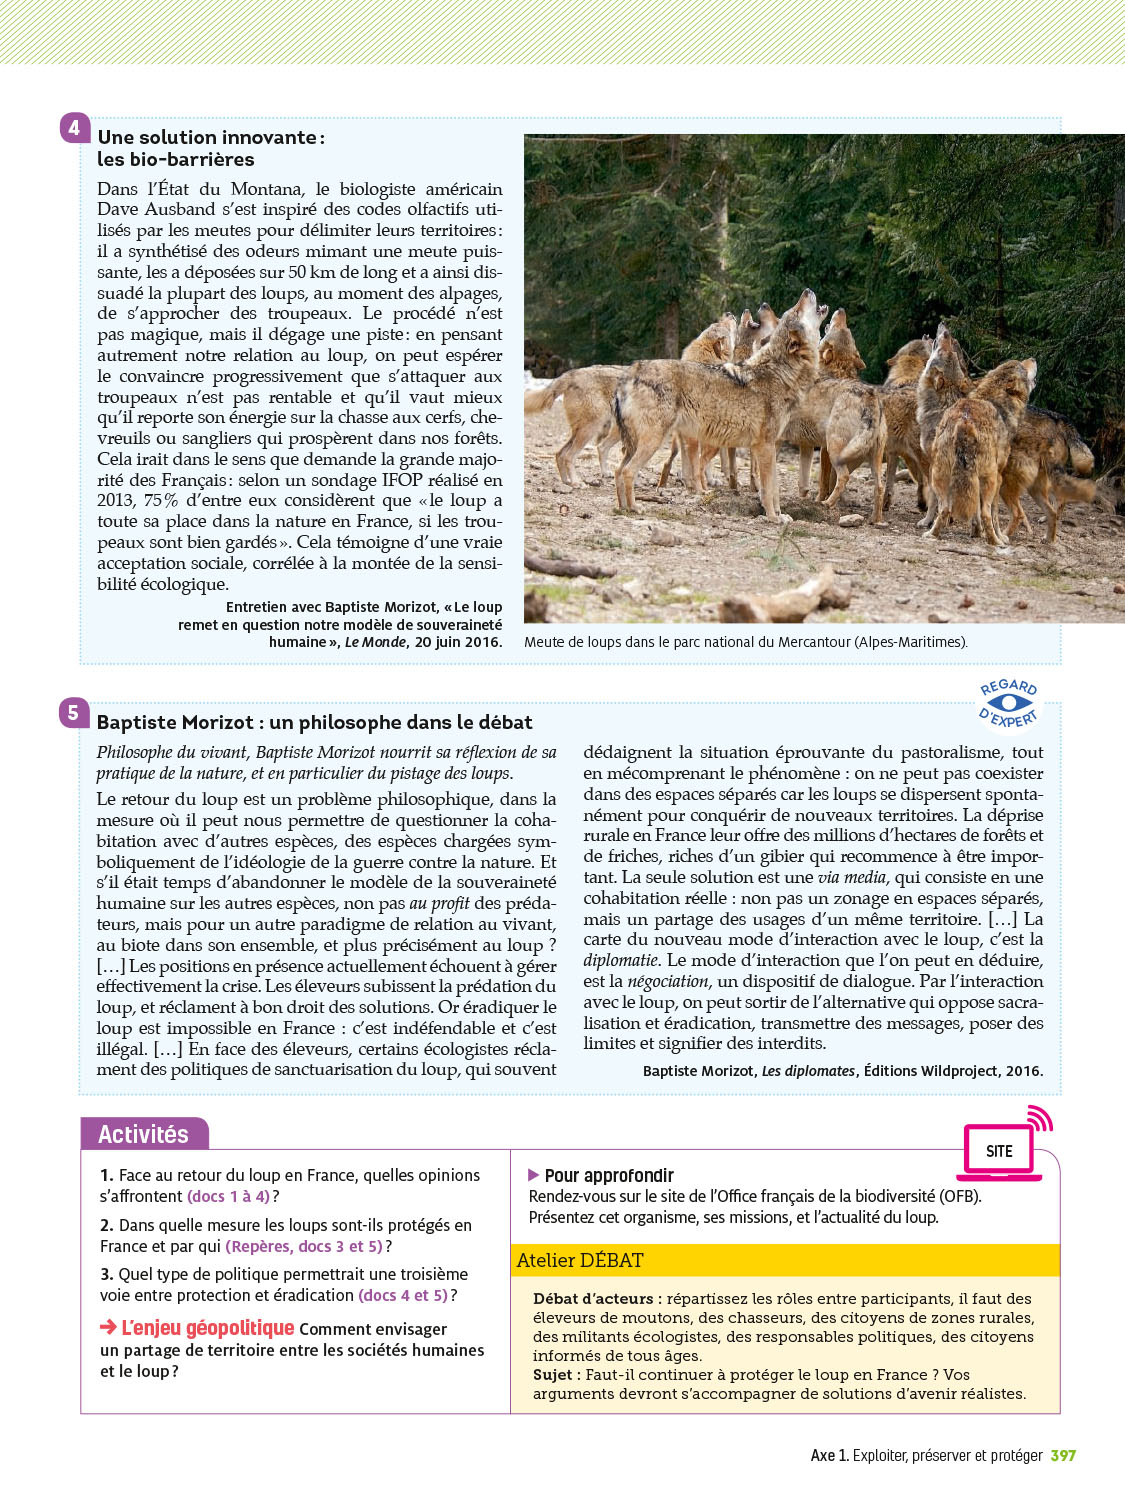 4
Une solution innovante :
les bio-barrières
Dans l'État du Montana, le biologiste américain
Dave Ausband s'est inspiré des codes olfactifs uti-
lisés par les meutes pour délimiter leurs territoires :
il a synthétisé des odeurs mimant une meute puis-
sante, les a déposées sur 50 km de long et a ainsi dis-
suadé la plupart des loups, au moment des alpages,
de s'approcher des troupeaux. Le procédé n'est
pas magique, mais il dégage une piste : en pensant
autrement notre relation au loup, on peut espérer
le convaincre progressivement que s'attaquer aux
troupeaux n'est pas rentable et qu'il vaut mieux
qu'il reporte son énergie sur la chasse aux cerfs, che-
vreuils ou sangliers qui prospèrent dans nos forêts.
Cela irait dans le sens que demande la grande majo-
rité des Français : selon un sondage IFOP réalisé en
2013, 75 % d'entre eux considèrent que « le loup a
toute sa place dans la nature en France, si les trou-
peaux sont bien gardés ». Cela témoigne d'une vraie
acceptation sociale, corrélée à la montée de la sensi-
bilité écologique.
Entretien avec Baptiste Morizot, « Le loup
remet en question notre modèle de souveraineté
humaine », Le Monde, 20 juin 2016.
Meute de loups dans le parc national du Mercantour (Alpes-Maritimes).
REGARD
D'EXPERT
5
Baptiste Morizot : un philosophe dans le débat
Philosophe du vivant, Baptiste Morizot nourrit sa réflexion de sa
pratique de la nature, et en particulier du pistage des loups.
Le retour du loup est un problème philosophique, dans la
mesure où il peut nous permettre de questionner la coha-
bitation avec d'autres espèces, des espèces chargées sym-
boliquement de l'idéologie de la guerre contre la nature. Et
s'il était temps d'abandonner le modèle de la souveraineté
humaine sur les autres espèces, non pas au profit des préda-
teurs, mais pour un autre paradigme de relation au vivant,
au biote dans son ensemble, et plus précisément au loup ?
[…] Les positions en présence actuellement échouent à gérer
effectivement la crise. Les éleveurs subissent la prédation du
loup, et réclament à bon droit des solutions. Or éradiquer le
loup est impossible en France : c'est indéfendable et c'est
illégal. […] En face des éleveurs, certains écologistes récla-
ment des politiques de sanctuarisation du loup, qui souvent
dédaignent la situation éprouvante du pastoralisme, tout
en mécomprenant le phénomène : on ne peut pas coexister
dans des espaces séparés car les loups se dispersent sponta-
nément pour conquérir de nouveaux territoires. La déprise
rurale en France leur offre des millions d'hectares de forêts et
de friches, riches d'un gibier qui recommence à être impor-
tant. La seule solution est une via media, qui consiste en une
cohabitation réelle : non pas un zonage en espaces séparés,
mais un partage des usages d'un même territoire. […] La
carte du nouveau mode d'interaction avec le loup, c'est la
diplomatie. Le mode d'interaction que l'on peut en déduire,
est la négociation, un dispositif de dialogue. Par l'interaction
avec le loup, on peut sortir de l'alternative qui oppose sacra-
lisation et éradication, transmettre des messages, poser des
limites et signifier des interdits.
Baptiste Morizot, Les diplomates, Éditions Wildproject, 2016.
Activités
1. Face au retour du loup en France, quelles opinions
s'affrontent (docs 1 à 4) ?
2. Dans quelle mesure les loups sont-ils protégés en
France et par qui (Repères, docs 3 et 5) ?
3. Quel type de politique permettrait une troisième
voie entre protection et éradication (docs 4 et 5) ?
➜ L'enjeu géopolitique Comment envisager
un partage de territoire entre les sociétés humaines
et le loup ?
SITE
▶ Pour approfondir
Rendez-vous sur le site de l'Office français de la biodiversité (OFB).
Présentez cet organisme, ses missions, et l'actualité du loup.
Atelier DÉBAT
Débat d'acteurs : répartissez les rôles entre participants, il faut des
éleveurs de moutons, des chasseurs, des citoyens de zones rurales,
des militants écologistes, des responsables politiques, des citoyens
informés de tous âges.
Sujet : Faut-il continuer à protéger le loup en France ? Vos
arguments devront s'accompagner de solutions d'avenir réalistes.
Axe 1. Exploiter, préserver et protéger 397